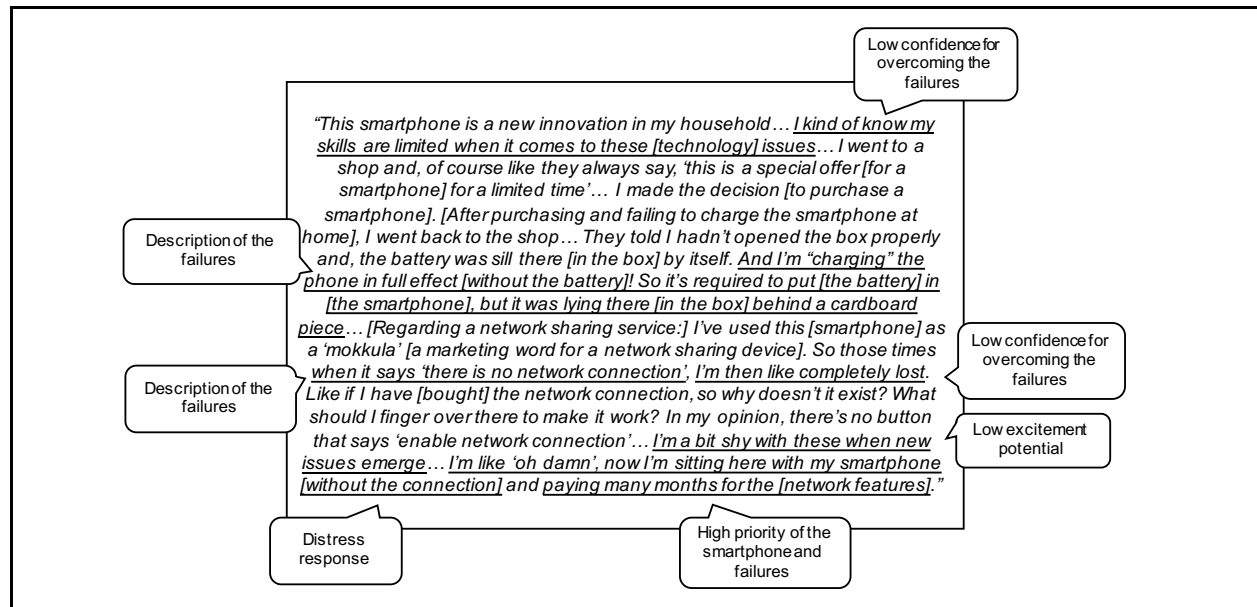 Low confidence for
overcoming the
failures
“This smartphone is a new innovation in my household… I kind of know my
skills are limited when it comes to these [technology] issues… I went to a
shop and, of course like they always say, ‘this is a special offer [for a
smartphone] for a limited time’… I made the decision [to purchase a
smartphone]. [After purchasing and failing to charge the smartphone at
home], I went back to the shop… They told I hadn’t opened the box properly
and, the battery was sill there [in the box] by itself. And I’m “charging” the
phone in full effect [without the battery]! So it’s required to put [the battery] in
[the smartphone], but it was lying there [in the box] behind a cardboard
piece… [Regarding a network sharing service:] I’ve used this [smartphone] as
a ‘mokkula’ [a marketing word for a network sharing device]. So those times
when it says ‘there is no network connection’, I’m then like completely lost.
Like if I have [bought] the network connection, so why doesn’t it exist? What
should I finger over there to make it work? In my opinion, there’s no button
that says ‘enable network connection’… I’m a bit shy with these when new
issues emerge… I’m like ‘oh damn’, now I’m sitting here with my smartphone
[without the connection] and paying many months for the [network features].”
Description of the
failures
Description of the
failures
Low confidence for
overcoming the
failures
Low excitement
potential
Distress
response
High priority of the
smartphone and
failures